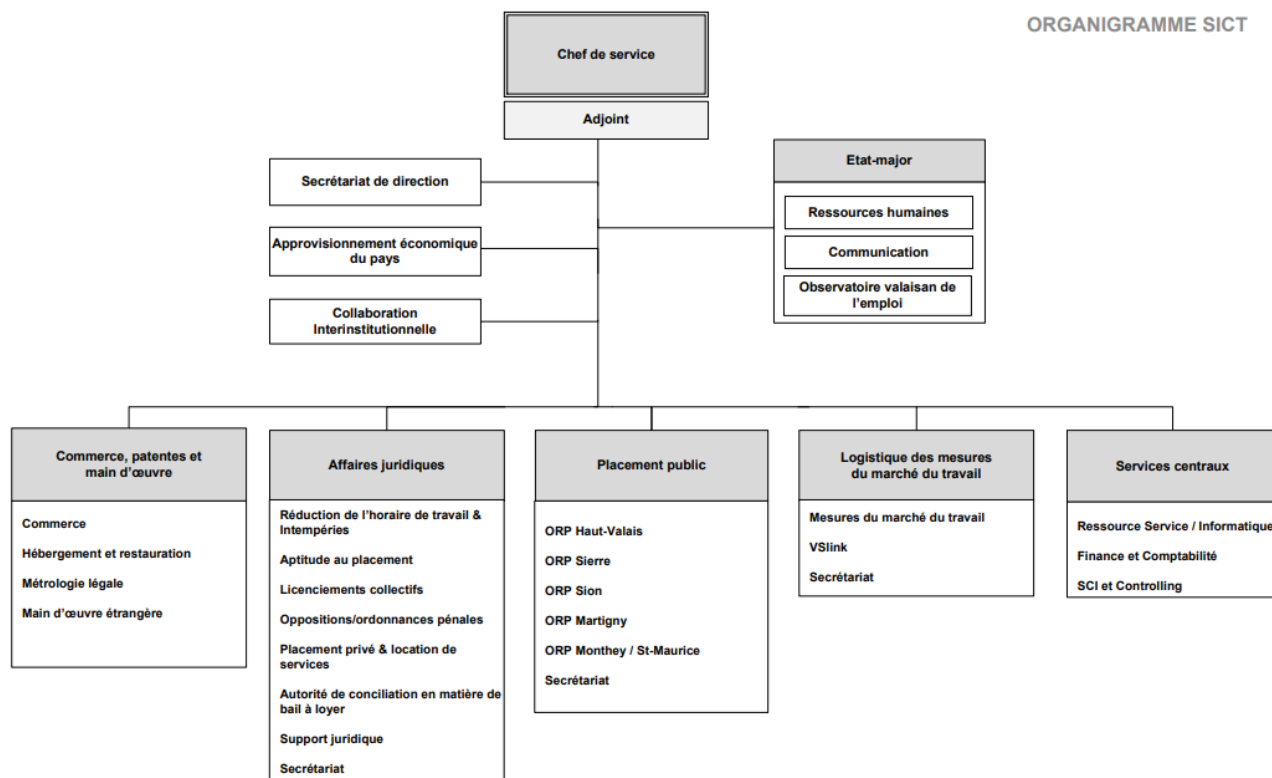 ORGANIGRAMME SICT
Chef de service
Adjoint
Secrétariat de direction
Approvisionnement économique
du pays
Collaboration
Interinstitutionnelle
Etat-major
Ressources humaines
Communication
Observatoire valaisan de
l'emploi
Commerce, patentes et
main d'œuvre
Commerce
Hébergement et restauration
Métrologie légale
Main d'œuvre étrangère
Affaires juridiques
Réduction de l'horaire de travail &
Intempéries
Aptitude au placement
Licenciements collectifs
Oppositions/ordonnances pénales
Placement privé & location de
services
Autorité de conciliation en matière de
bail à loyer
Support juridique
Secrétariat
Placement public
ORP Haut-Valais
ORP Sierre
ORP Sion
ORP Martigny
ORP Monthey / St-Maurice
Secrétariat
Logistique des mesures
du marché du travail
Mesures du marché du travail
VSlink
Secrétariat
Services centraux
Ressource Service / Informatique
Finance et Comptabilité
SCI et Controlling